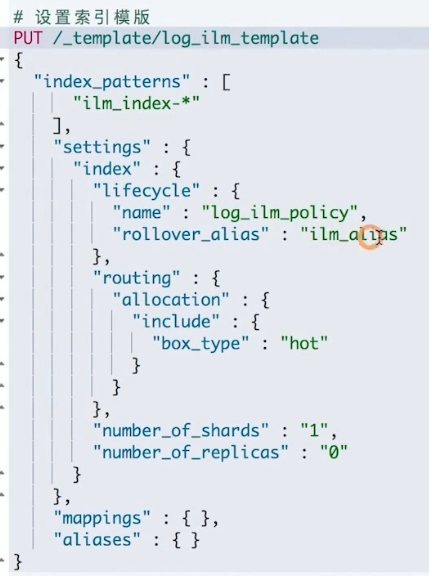 # 设置索引模版
PUT /_template/log_ilm_template
{
"index_patterns" : [
"ilm_index-*"
],
"settings" : {
"index" : {
"lifecycle" : {
"name" : "log_ilm_policy",
"rollover_alias" : "ilm_alias"
},
"routing" : {
"allocation" : {
"include" : {
"box_type" : "hot"
}
}
},
"number_of_shards" : "1",
"number_of_replicas" : "0"
}
},
"mappings" : { },
"aliases" : { }
}